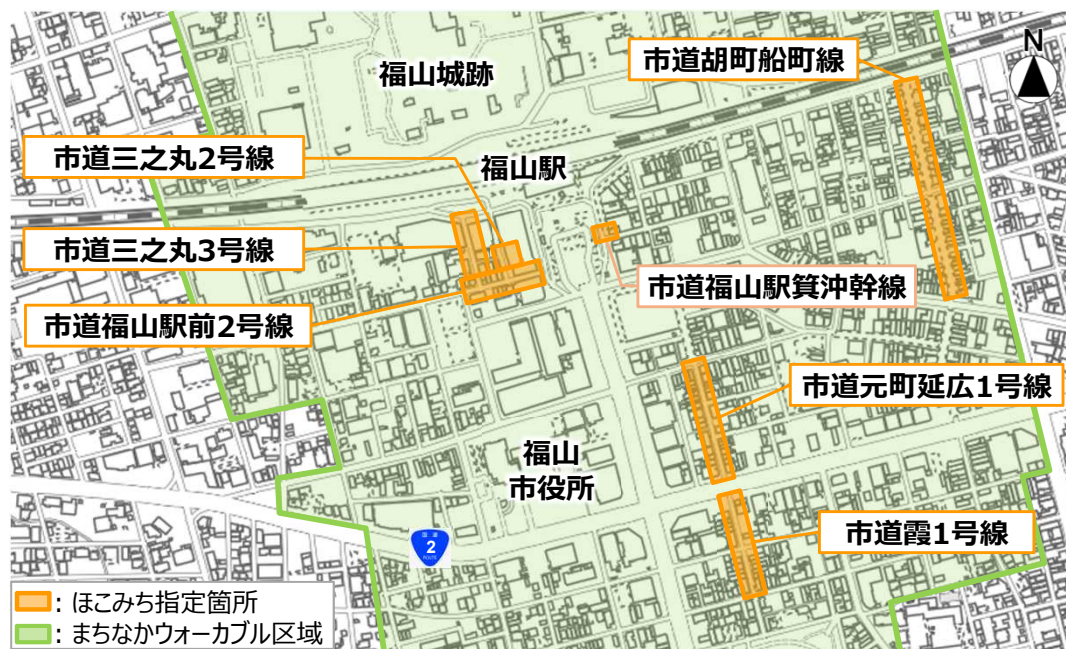 福山城跡
市道胡町船町線
N
市道三之丸2号線
福山駅
市道三之丸3号線
市道福山駅箕沖幹線
市道福山駅前2号線
市道元町延広1号線
福山
市役所
市道霞1号線
国道
2
ROUTE
: ほこみち指定箇所
: まちなかウォーカブル区域